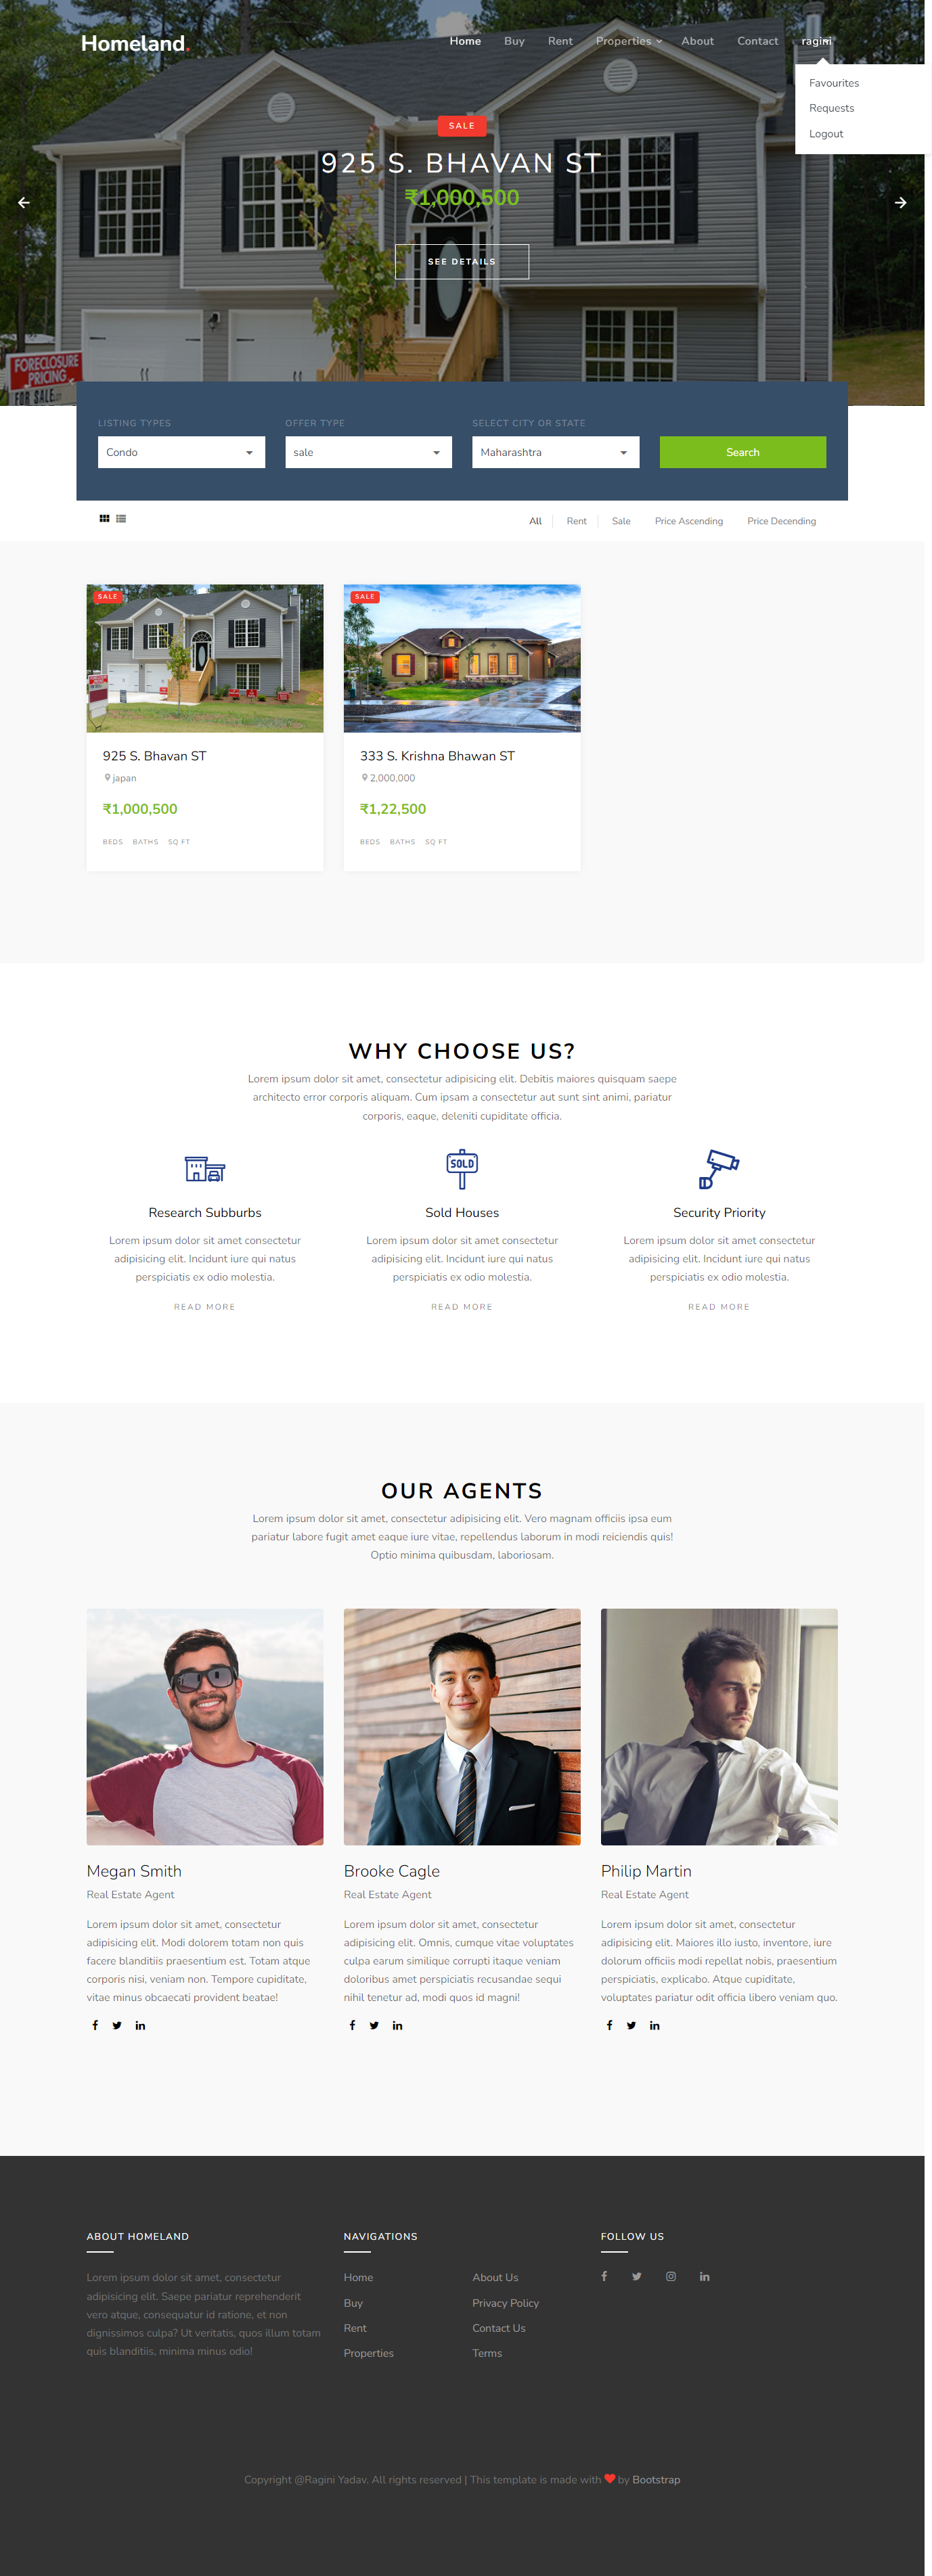 Homeland.
Home Buy Rent Properties About Contact ragini
Favourites
Requests
Logout
SALE
925 S. BHAVAN ST
₹1,000,500
SEE DETAILS
FORECLOSURE
PRICING
FOR SALE
LISTING TYPES OFFER TYPE SELECT CITY OR STATE
Condo sale Maharashtra Search
All Rent Sale Price Ascending Price Decending
SALE SALE
925 S. Bhavan ST
japan
₹1,000,500
BEDS BATHS SQ FT
333 S. Krishna Bhawan ST
2,000,000
₹1,22,500
BEDS BATHS SQ FT
WHY CHOOSE US?
Lorem ipsum dolor sit amet, consectetur adipisicing elit. Debitis maiores quisquam saepe
architecto error corporis aliquam. Cum ipsam a consectetur aut sunt sint animi, pariatur
corporis, eaque, deleniti cupiditate officia.
SOLD
Research Subburbs
Lorem ipsum dolor sit amet consectetur
adipisicing elit. Incidunt iure qui natus
perspiciatis ex odio molestia.
READ MORE
Sold Houses
Lorem ipsum dolor sit amet consectetur
adipisicing elit. Incidunt iure qui natus
perspiciatis ex odio molestia.
READ MORE
Security Priority
Lorem ipsum dolor sit amet consectetur
adipisicing elit. Incidunt iure qui natus
perspiciatis ex odio molestia.
READ MORE
OUR AGENTS
Lorem ipsum dolor sit amet, consectetur adipisicing elit. Vero magnam officiis ipsa eum
pariatur labore fugit amet eaque iure vitae, repellendus laborum in modi reiciendis quis!
Optio minima quibusdam, laboriosam.
Megan Smith
Real Estate Agent
Lorem ipsum dolor sit amet, consectetur
adipisicing elit. Modi dolorem totam non quis
facere blanditiis praesentium est. Totam atque
corporis nisi, veniam non. Tempore cupiditate,
vitae minus obcaecati provident beatae!
Brooke Cagle
Real Estate Agent
Lorem ipsum dolor sit amet, consectetur
adipisicing elit. Omnis, cumque vitae voluptates
culpa earum similique corrupti itaque veniam
doloribus amet perspiciatis recusandae sequi
nihil tenetur ad, modi quos id magni!
Philip Martin
Real Estate Agent
Lorem ipsum dolor sit amet, consectetur
adipisicing elit. Maiores illo iusto, inventore, iure
dolorum officiis modi repellat nobis, praesentium
perspiciatis, explicabo. Atque cupiditate,
voluptates pariatur odit officia libero veniam quo.
ABOUT HOMELAND
Lorem ipsum dolor sit amet, consectetur
adipisicing elit. Saepe pariatur reprehenderit
vero atque, consequatur id ratione, et non
dignissimos culpa? Ut veritatis, quos illum totam
quis blanditiis, minima minus odio!
NAVIGATIONS
Home
Buy
Rent
Properties
About Us
Privacy Policy
Contact Us
Terms
FOLLOW US
Copyright @Ragini Yadav. All rights reserved | This template is made with ❤ by Bootstrap